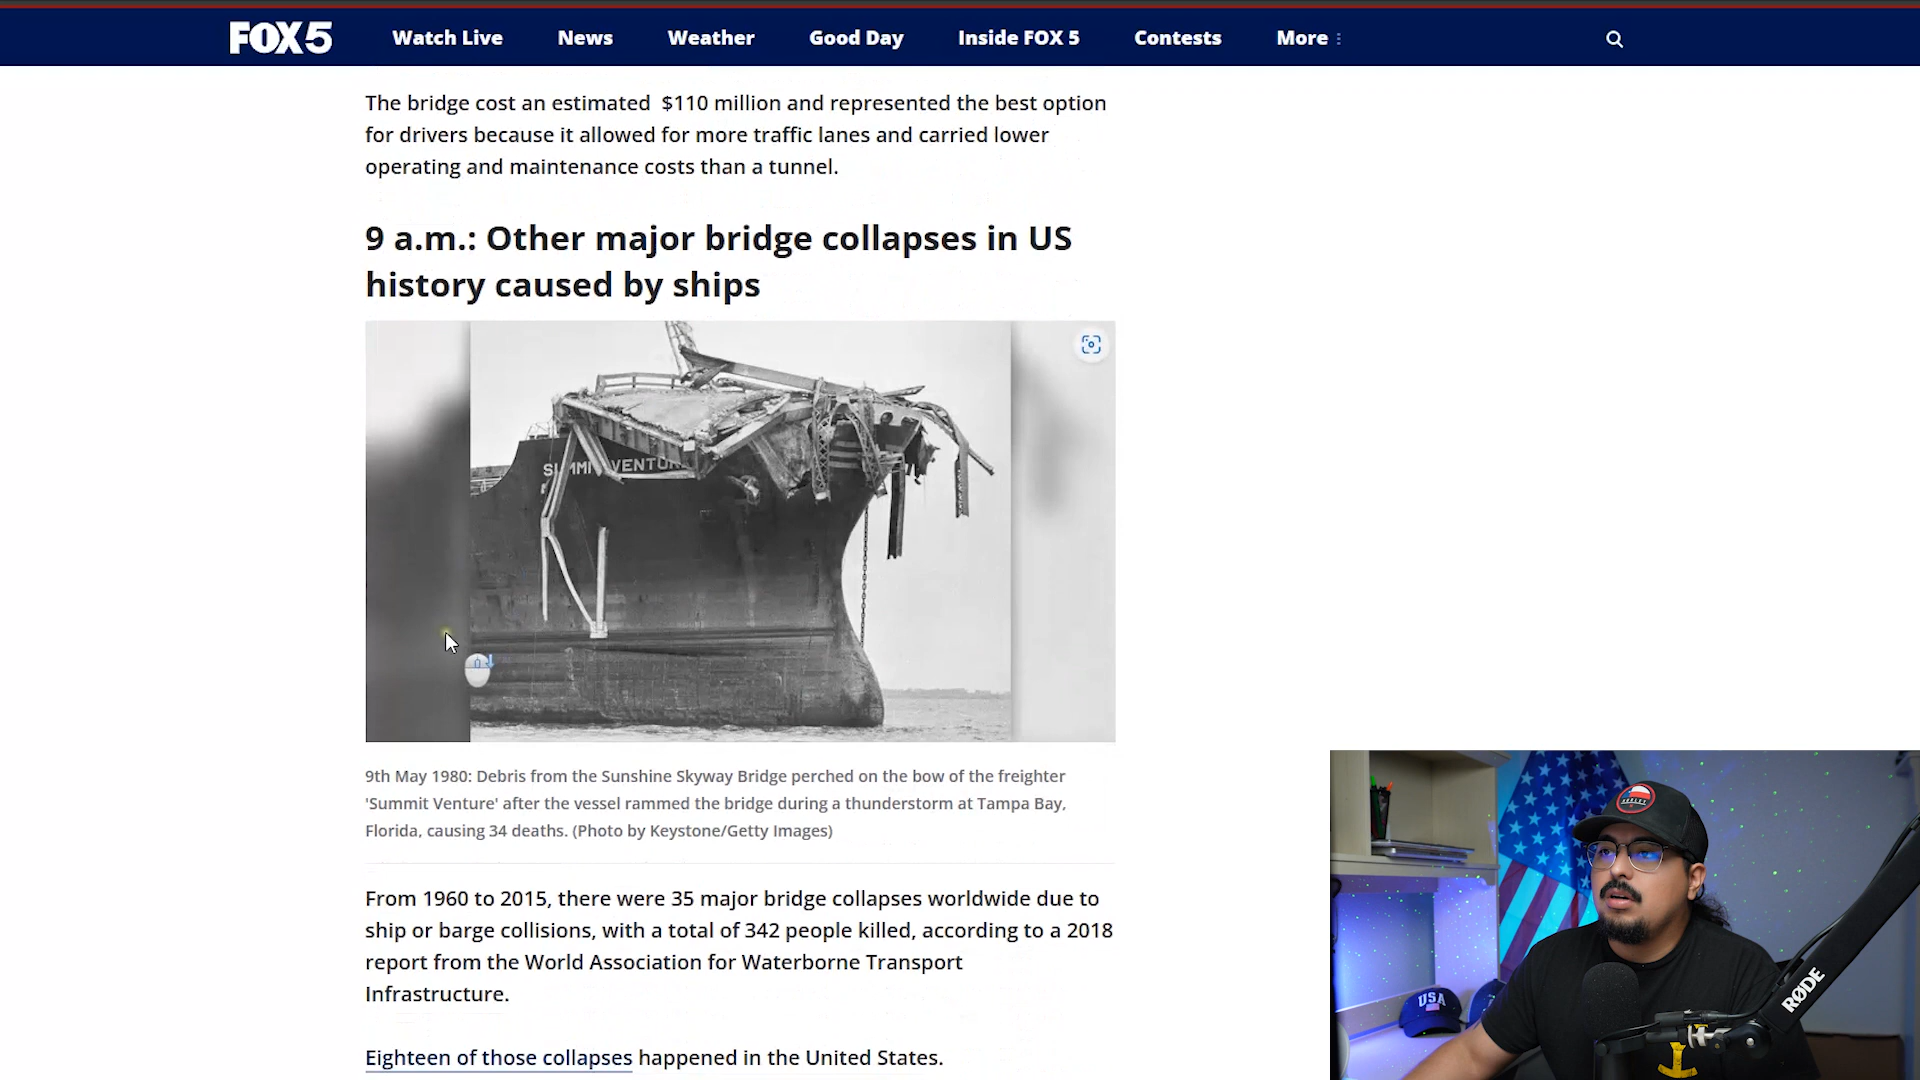 FOX 5
Watch Live
News
Weather
Good Day
Inside FOX 5
Contests
More
The bridge cost an estimated  $110 million and represented the best option
for drivers because it allowed for more traffic lanes and carried lower
operating and maintenance costs than a tunnel.
9 a.m.: Other major bridge collapses in US
history caused by ships
9th May 1980: Debris from the Sunshine Skyway Bridge perched on the bow of the freighter
'Summit Venture' after the vessel rammed the bridge during a thunderstorm at Tampa Bay,
Florida, causing 34 deaths. (Photo by Keystone/Getty Images)
From 1960 to 2015, there were 35 major bridge collapses worldwide due to
ship or barge collisions, with a total of 342 people killed, according to a 2018
report from the World Association for Waterborne Transport
Infrastructure.
Eighteen of those collapses happened in the United States.
USA
RØDE